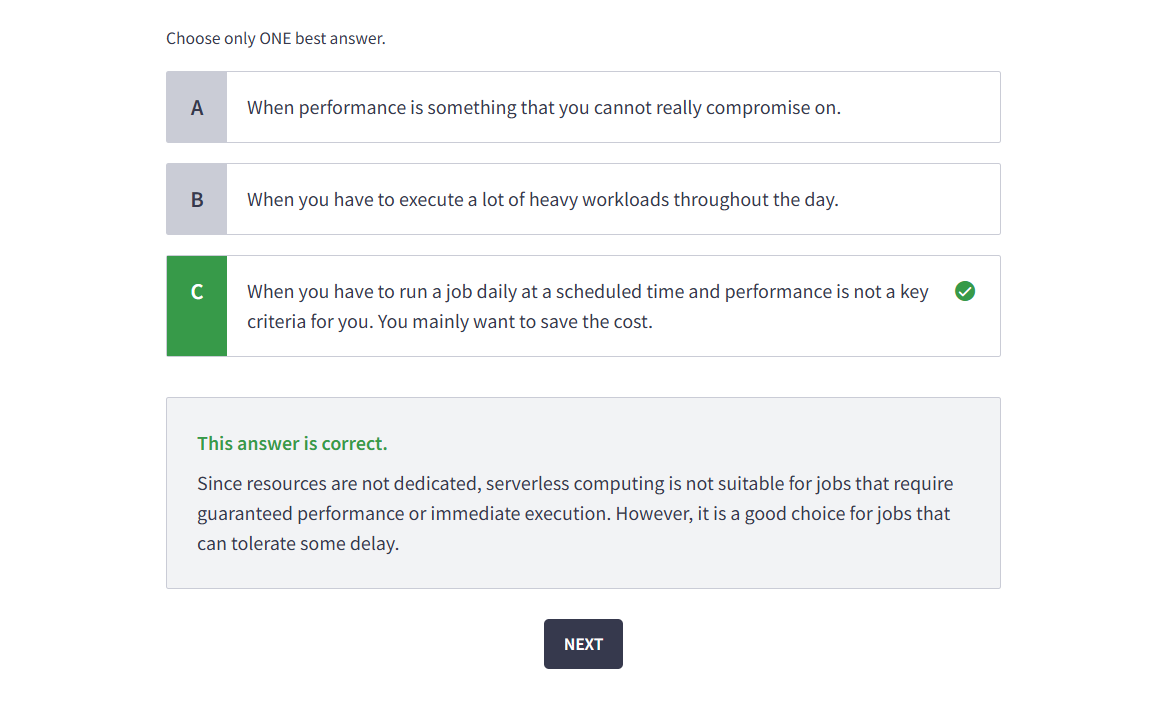 Choose only ONE best answer.
A
When performance is something that you cannot really compromise on.
B
When you have to execute a lot of heavy workloads throughout the day.
C
When you have to run a job daily at a scheduled time and performance is not a key
criteria for you. You mainly want to save the cost.
This answer is correct.
Since resources are not dedicated, serverless computing is not suitable for jobs that require
guaranteed performance or immediate execution. However, it is a good choice for jobs that
can tolerate some delay.
NEXT